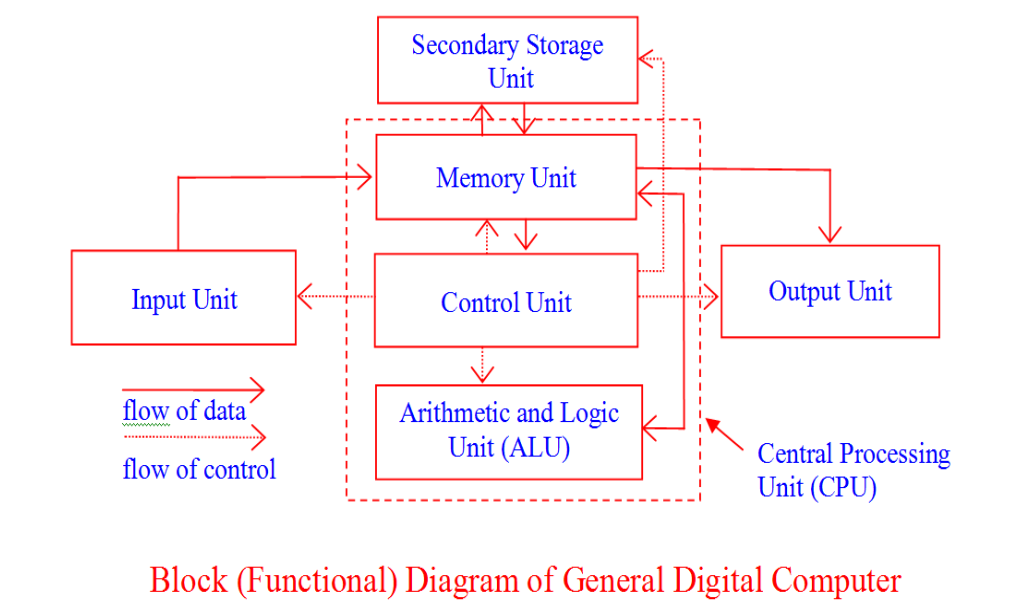 Secondary Storage
Unit
Memory Unit
Input Unit
Control Unit
Output Unit
flow of data
flow of control
Arithmetic and Logic
Unit (ALU)
Central Processing
Unit (CPU)
Block (Functional) Diagram of General Digital Computer